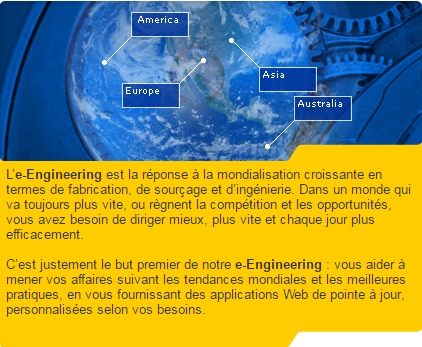 America
Asia
Europe
Australia
L'e-Engineering est la réponse à la mondialisation croissante en
termes de fabrication, de sourçage et d'ingénierie. Dans un monde qui
va toujours plus vite, ou règnent la compétition et les opportunités,
vous avez besoin de diriger mieux, plus vite et chaque jour plus
efficacement.
C'est justement le but premier de notre e-Engineering : vous aider à
mener vos affaires suivant les tendances mondiales et les meilleures
pratiques, en vous fournissant des applications Web de pointe à jour,
personnalisées selon vos besoins.